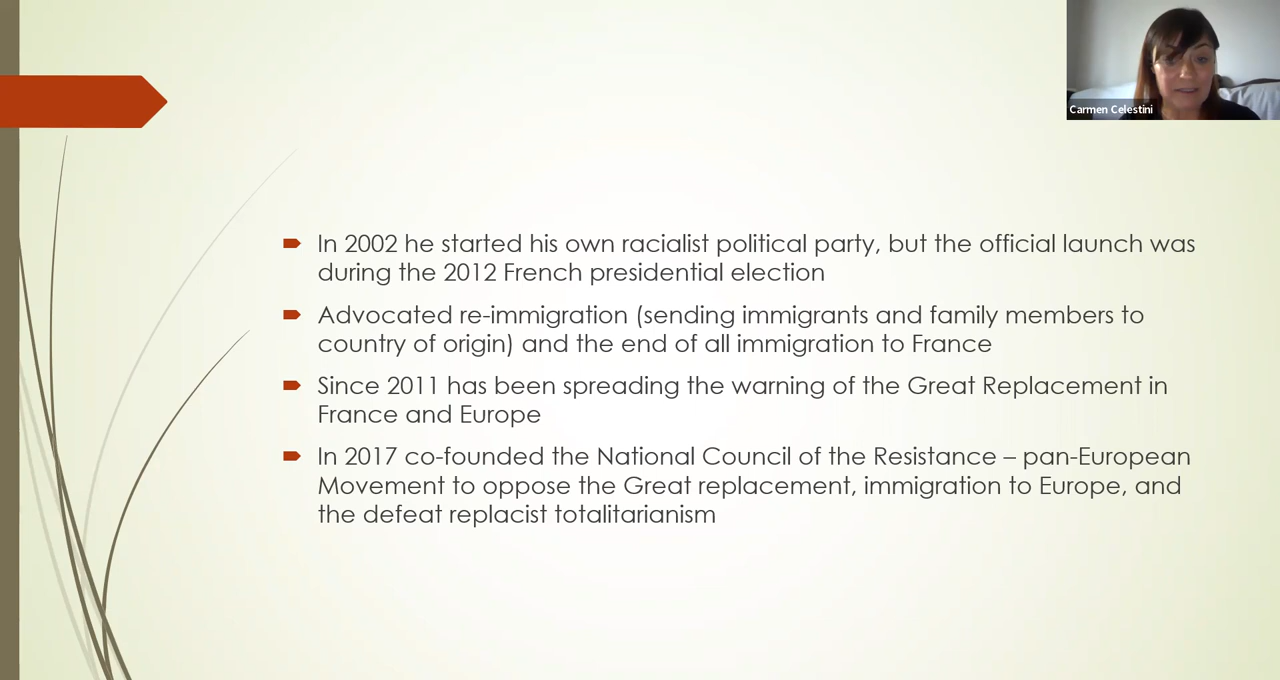 Carmen Celestini
In 2002 he started his own racialist political party, but the official launch was
during the 2012 French presidential election
Advocated re-immigration (sending immigrants and family members to
country of origin) and the end of all immigration to France
Since 2011 has been spreading the warning of the Great Replacement in
France and Europe
In 2017 co-founded the National Council of the Resistance – pan-European
Movement to oppose the Great replacement, immigration to Europe, and
the defeat replacist totalitarianism